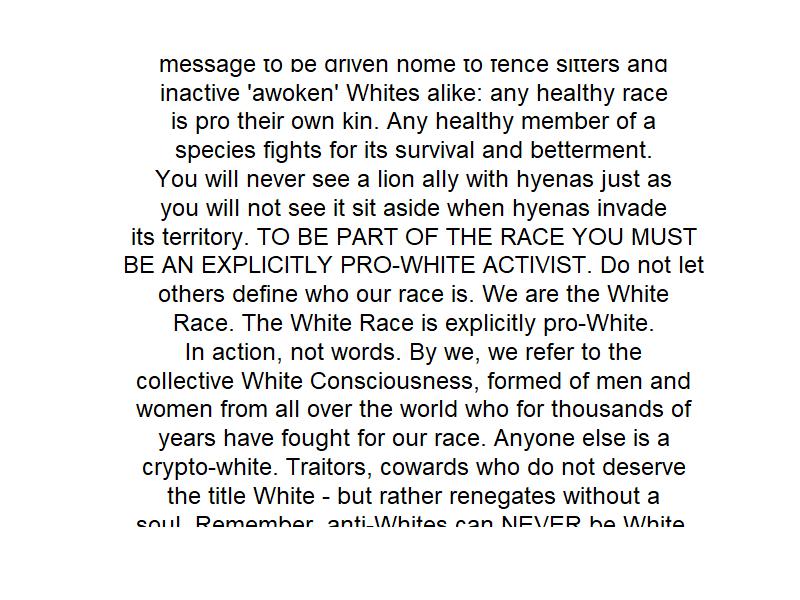 message to be driven home to fence sitters and
inactive 'awoken' Whites alike: any healthy race
is pro their own kin. Any healthy member of a
species fights for its survival and betterment.
You will never see a lion ally with hyenas just as
you will not see it sit aside when hyenas invade
its territory. TO BE PART OF THE RACE YOU MUST
BE AN EXPLICITLY PRO-WHITE ACTIVIST. Do not let
others define who our race is. We are the White
Race. The White Race is explicitly pro-White.
In action, not words. By we, we refer to the
collective White Consciousness, formed of men and
women from all over the world who for thousands of
years have fought for our race. Anyone else is a
crypto-white. Traitors, cowards who do not deserve
the title White - but rather renegates without a
soul. Remember, anti-Whites can NEVER be White